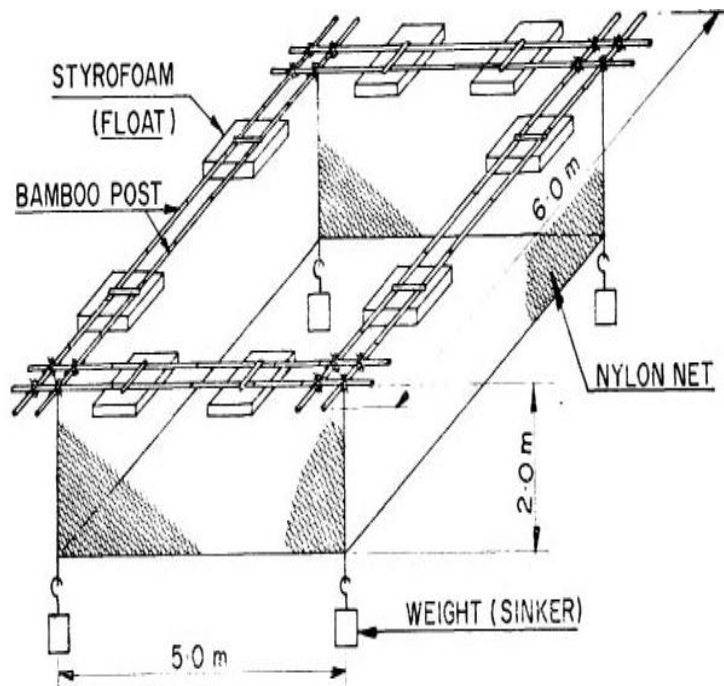 STYROFOAM
(FLOAT)
BAMBOO POST
6·0 m
NYLON NET
2·0 m
WEIGHT (SINKER)
5·0 m